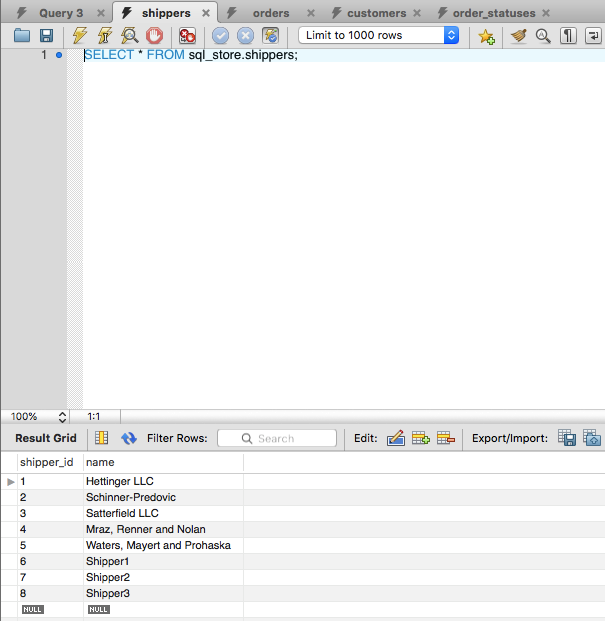 Query 3 shippers orders customers order_statuses
Limit to 1000 rows
1 SELECT * FROM sql_store.shippers;
100% 1:1
Result Grid Filter Rows: Search Edit: Export/Import:
shipper_id name
1 Hettinger LLC
2 Schinner-Predovic
3 Satterfield LLC
4 Mraz, Renner and Nolan
5 Waters, Mayert and Prohaska
6 Shipper1
7 Shipper2
8 Shipper3
NULL NULL